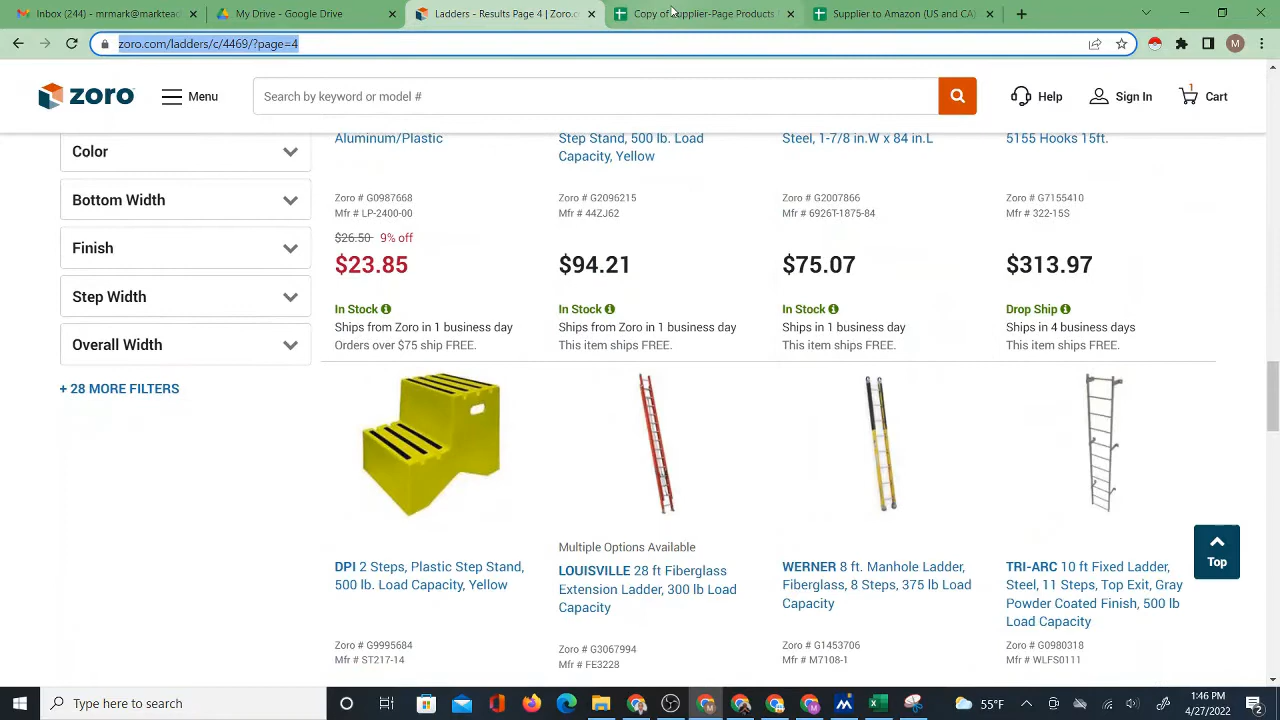 Inbox (346) - m@marktac
My Drive - Google Drive
Ladders - Results Page 4 | Zoro.c
Copy of Supplier-Page Products
Ladders for Amazon (US and CA)
zoro.com/ladders/c/4469/?page=4
M
zoro
Menu
Search by keyword or model #
Help
Sign In
1
Cart
Color
Bottom Width
Finish
Step Width
Overall Width
+ 28 MORE FILTERS
Aluminum/Plastic
Zoro # G0987668
Mfr # LP-2400-00
$26.50 9% off
$23.85
In Stock
Ships from Zoro in 1 business day
Orders over $75 ship FREE.
Step Stand, 500 lb. Load
Capacity, Yellow
Zoro # G2096215
Mfr # 44ZJ62
$94.21
In Stock
Ships from Zoro in 1 business day
This item ships FREE.
Steel, 1-7/8 in.W x 84 in.L
Zoro # G2007866
Mfr # 6926T-1875-84
$75.07
In Stock
Ships in 1 business day
This item ships FREE.
5155 Hooks 15ft.
Zoro # G7155410
Mfr # 322-15S
$313.97
Drop Ship
Ships in 4 business days
This item ships FREE.
DPI 2 Steps, Plastic Step Stand,
500 lb. Load Capacity, Yellow
Zoro # G9995684
Mfr # ST217-14
Multiple Options Available
LOUISVILLE 28 ft Fiberglass
Extension Ladder, 300 lb Load
Capacity
Zoro # G3067994
Mfr # FE3228
WERNER 8 ft. Manhole Ladder,
Fiberglass, 8 Steps, 375 lb Load
Capacity
Zoro # G1453706
Mfr # M7108-1
TRI-ARC 10 ft Fixed Ladder,
Steel, 11 Steps, Top Exit, Gray
Powder Coated Finish, 500 lb
Load Capacity
Zoro # G0980318
Mfr # WLFS0111
Top
Type here to search
55°F
1:46 PM
4/27/2022
2